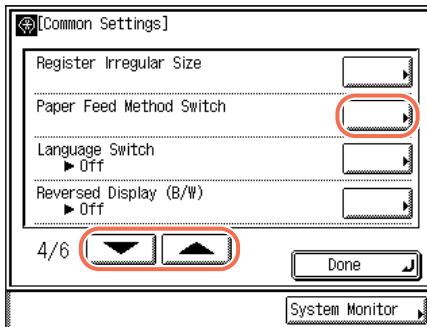 [Common Settings]
Register Irregular Size
Paper Feed Method Switch
Language Switch
► Off
Reversed Display (B/W)
► Off
4/6
Done
System Monitor